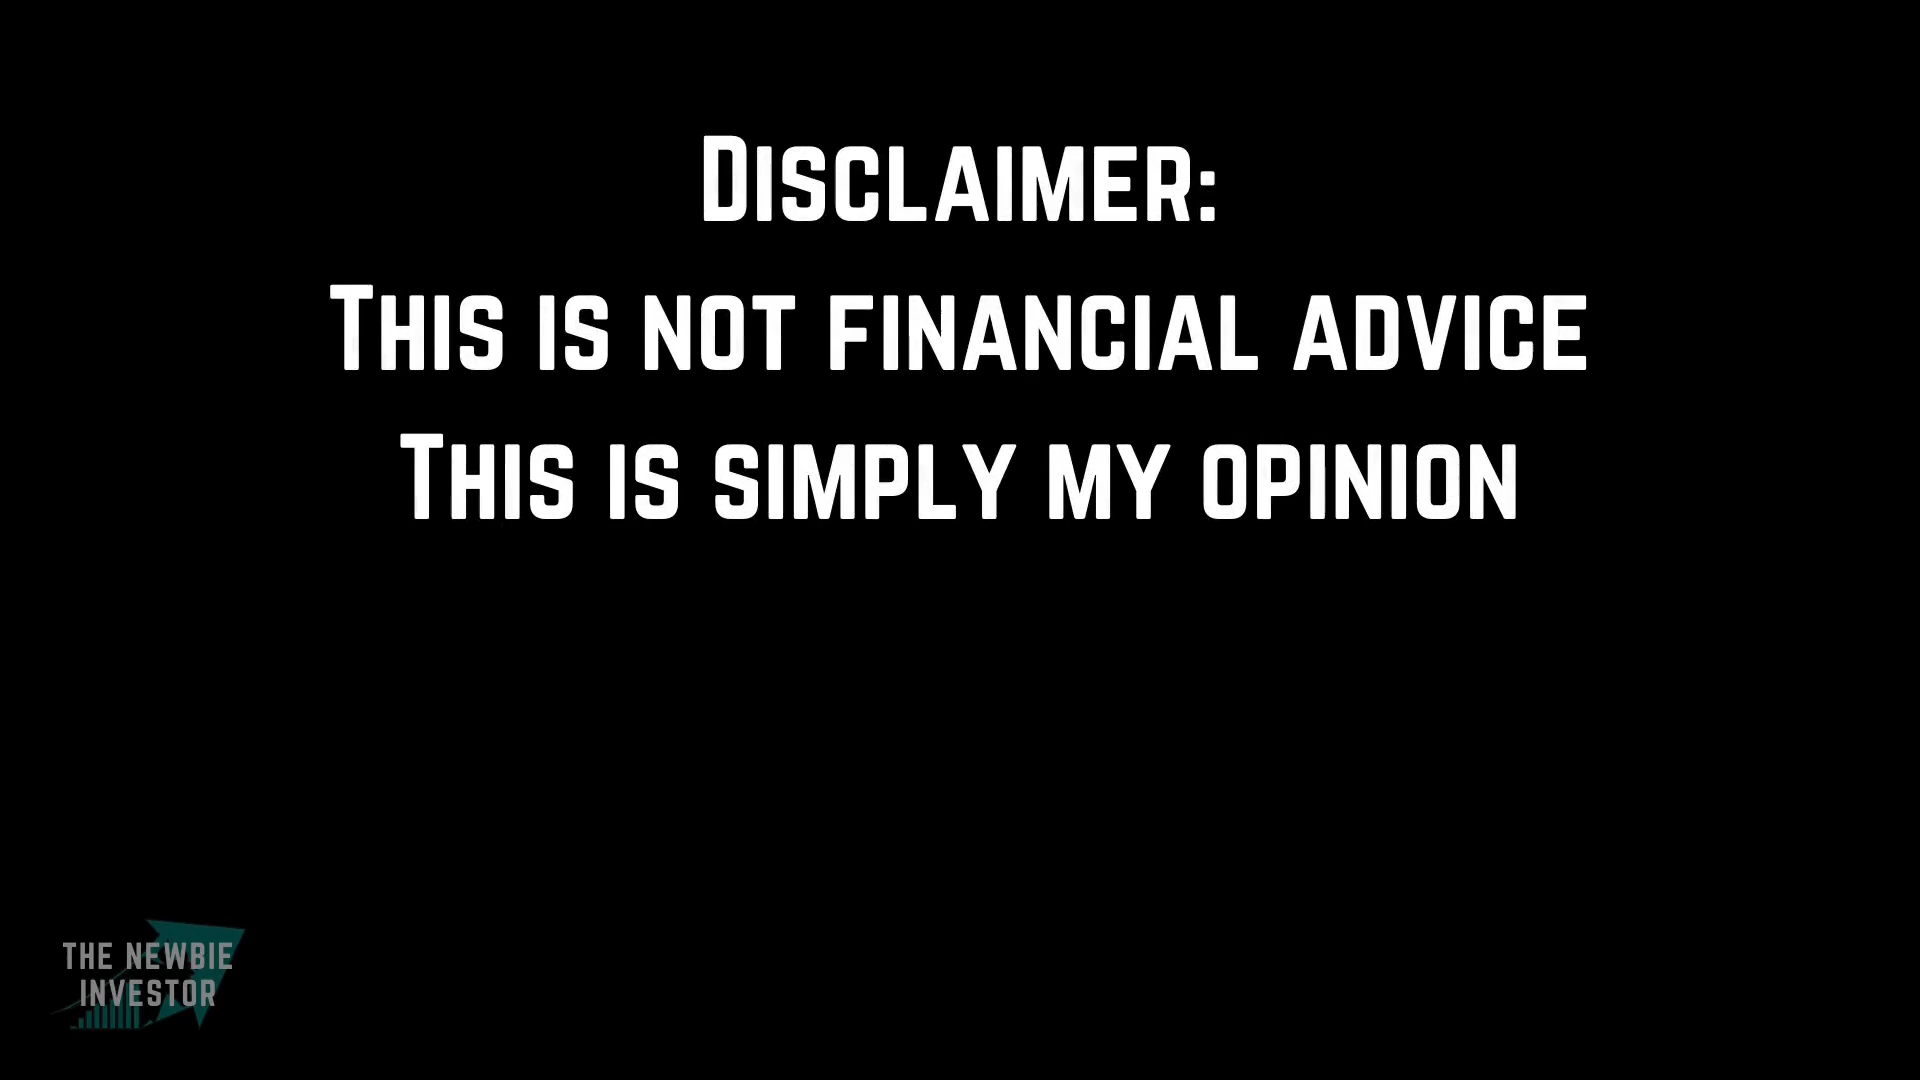 Disclaimer:
This is not financial advice
This is simply my opinion
THE NEWBIE
INVESTOR